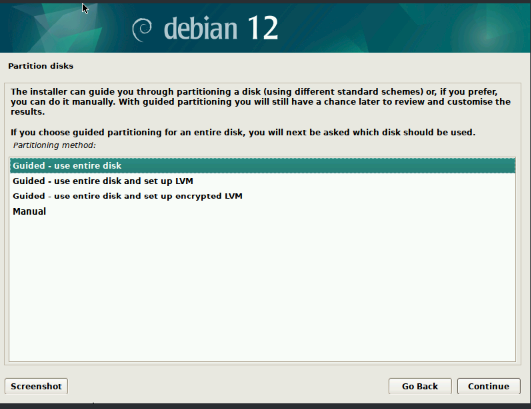 debian 12
Partition disks
The installer can guide you through partitioning a disk (using different standard schemes) or, if you prefer,
you can do it manually. With guided partitioning you will still have a chance later to review and customise the
results.
If you choose guided partitioning for an entire disk, you will next be asked which disk should be used.
Partitioning method:
Guided - use entire disk
Guided - use entire disk and set up LVM
Guided - use entire disk and set up encrypted LVM
Manual
Screenshot
Go Back
Continue